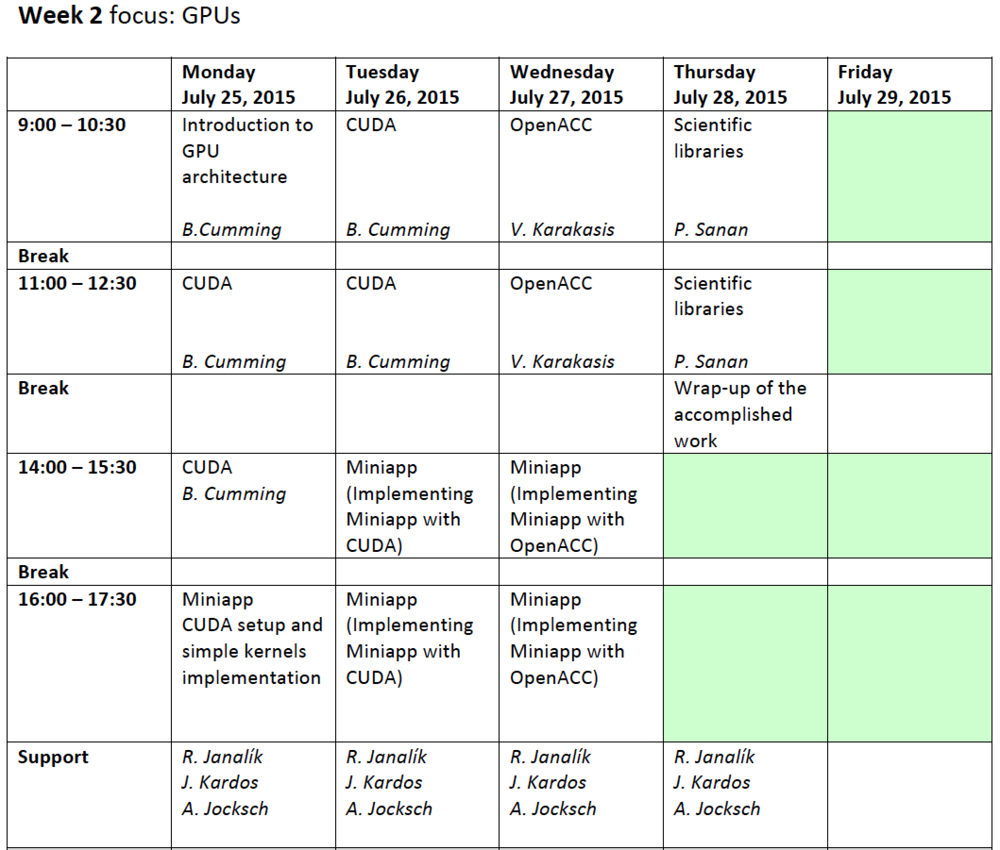 Week 2 focus: GPUs
Monday
July 25, 2015
Tuesday
July 26, 2015
Wednesday
July 27, 2015
Thursday
July 28, 2015
Friday
July 29, 2015
9:00 – 10:30
Introduction to
GPU
architecture
B.Cumming
CUDA
B. Cumming
OpenACC
V. Karakasis
Scientific
libraries
P. Sanan
Break
11:00 – 12:30
CUDA
B. Cumming
CUDA
B. Cumming
OpenACC
V. Karakasis
Scientific
libraries
P. Sanan
Break
Wrap-up of the
accomplished
work
14:00 – 15:30
CUDA
B. Cumming
Miniapp
(Implementing
Miniapp with
CUDA)
Miniapp
(Implementing
Miniapp with
OpenACC)
Break
16:00 – 17:30
Miniapp
CUDA setup and
simple kernels
implementation
Miniapp
(Implementing
Miniapp with
CUDA)
Miniapp
(Implementing
Miniapp with
OpenACC)
Support
R. Janalík
J. Kardos
A. Jocksch
R. Janalík
J. Kardos
A. Jocksch
R. Janalík
J. Kardos
A. Jocksch
R. Janalík
J. Kardos
A. Jocksch